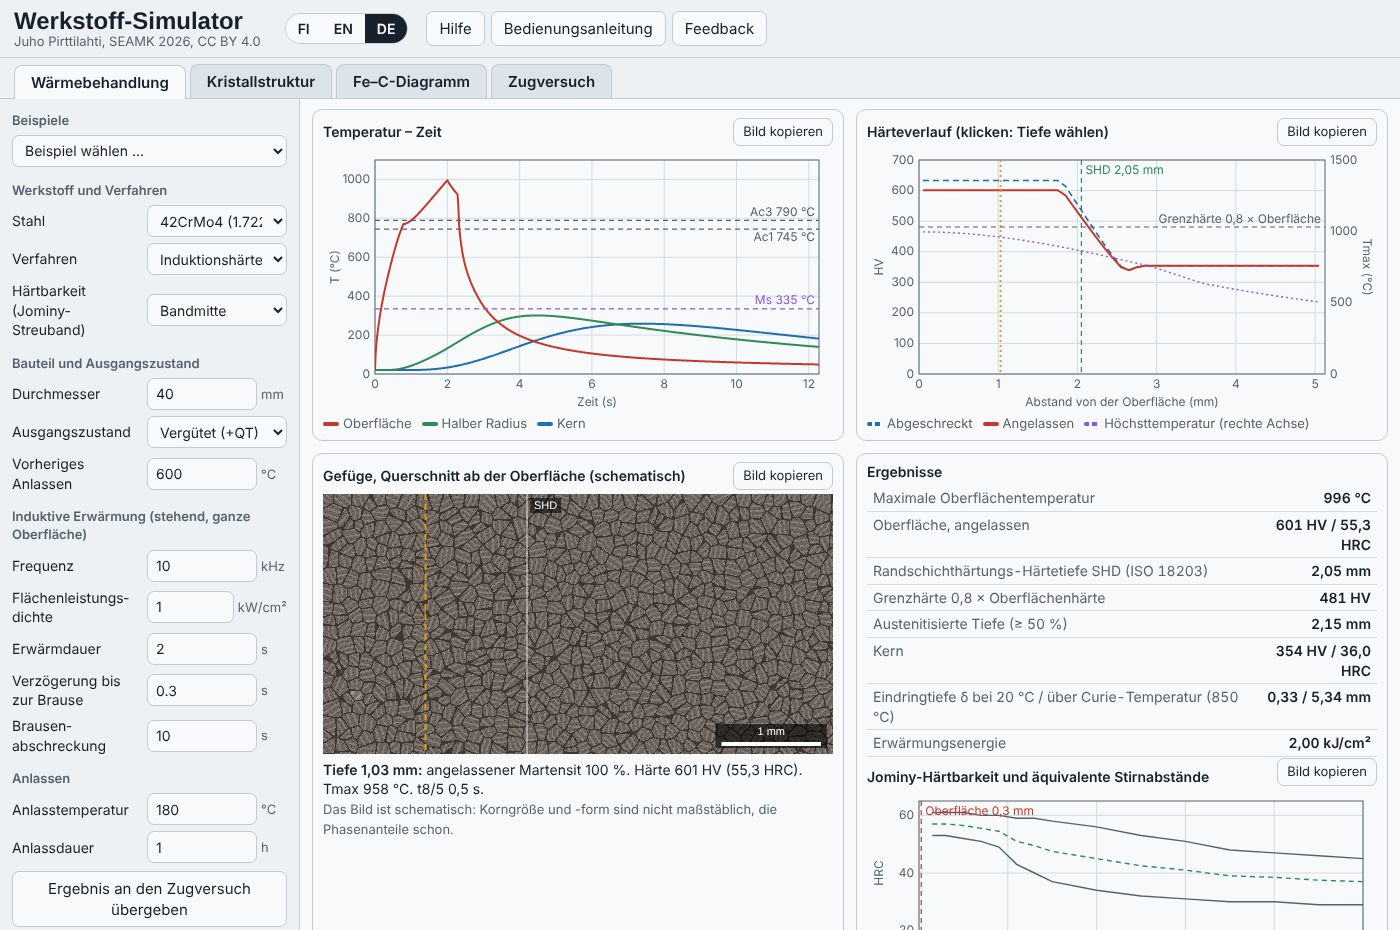 Werkstoff-Simulator
Juho Pirttilahti, SEAMK 2026, CC BY 4.0
FI EN DE
Hilfe
Bedienungsanleitung
Feedback
Wärmebehandlung
Kristallstruktur
Fe–C-Diagramm
Zugversuch
Beispiele
Beispiel wählen ...
Werkstoff und Verfahren
Stahl 42CrMo4 (1.722
Verfahren Induktionshärte
Härtbarkeit
(Jominy-
Streuband)
Bandmitte
Bauteil und Ausgangszustand
Durchmesser 40 mm
Ausgangszustand Vergütet (+QT)
Vorheriges
Anlassen
600 °C
Induktive Erwärmung (stehend, ganze
Oberfläche)
Frequenz 10 kHz
Flächenleistungs-
dichte
1 kW/cm²
Erwärmdauer 2 s
Verzögerung bis
zur Brause
0.3 s
Brausen-
abschreckung
10 s
Anlassen
Anlasstemperatur 180 °C
Anlassdauer 1 h
Ergebnis an den Zugversuch
übergeben
Temperatur – Zeit
Bild kopieren
1000
800
600
400
200
0
T (°C)
Ac3 790 °C
Ac1 745 °C
Ms 335 °C
0 2 4 6 8 10 12
Zeit (s)
Oberfläche Halber Radius Kern
Härteverlauf (klicken: Tiefe wählen)
Bild kopieren
700
600
500
400
300
200
100
0
HV
SHD 2,05 mm
Grenzhärte 0,8 × Oberfläche
1500
1000
500
0
Tmax (°C)
0 1 2 3 4 5
Abstand von der Oberfläche (mm)
Abgeschreckt Angelassen Höchsttemperatur (rechte Achse)
Gefüge, Querschnitt ab der Oberfläche (schematisch)
Bild kopieren
SHD
1 mm
Tiefe 1,03 mm: angelassener Martensit 100 %. Härte 601 HV (55,3 HRC).
Tmax 958 °C. t8/5 0,5 s.
Das Bild ist schematisch: Korngröße und -form sind nicht maßstäblich, die
Phasenanteile schon.
Ergebnisse
Maximale Oberflächentemperatur 996 °C
Oberfläche, angelassen 601 HV / 55,3
HRC
Randschichthärtungs-Härtetiefe SHD (ISO 18203) 2,05 mm
Grenzhärte 0,8 × Oberflächenhärte 481 HV
Austenitisierte Tiefe (≥ 50 %) 2,15 mm
Kern 354 HV / 36,0
HRC
Eindringtiefe δ bei 20 °C / über Curie-Temperatur (850 0,33 / 5,34 mm
°C)
Erwärmungsenergie 2,00 kJ/cm²
Jominy-Härtbarkeit und äquivalente Stirnabstände
Bild kopieren
Oberfläche 0,3 mm
60
40
20
HRC